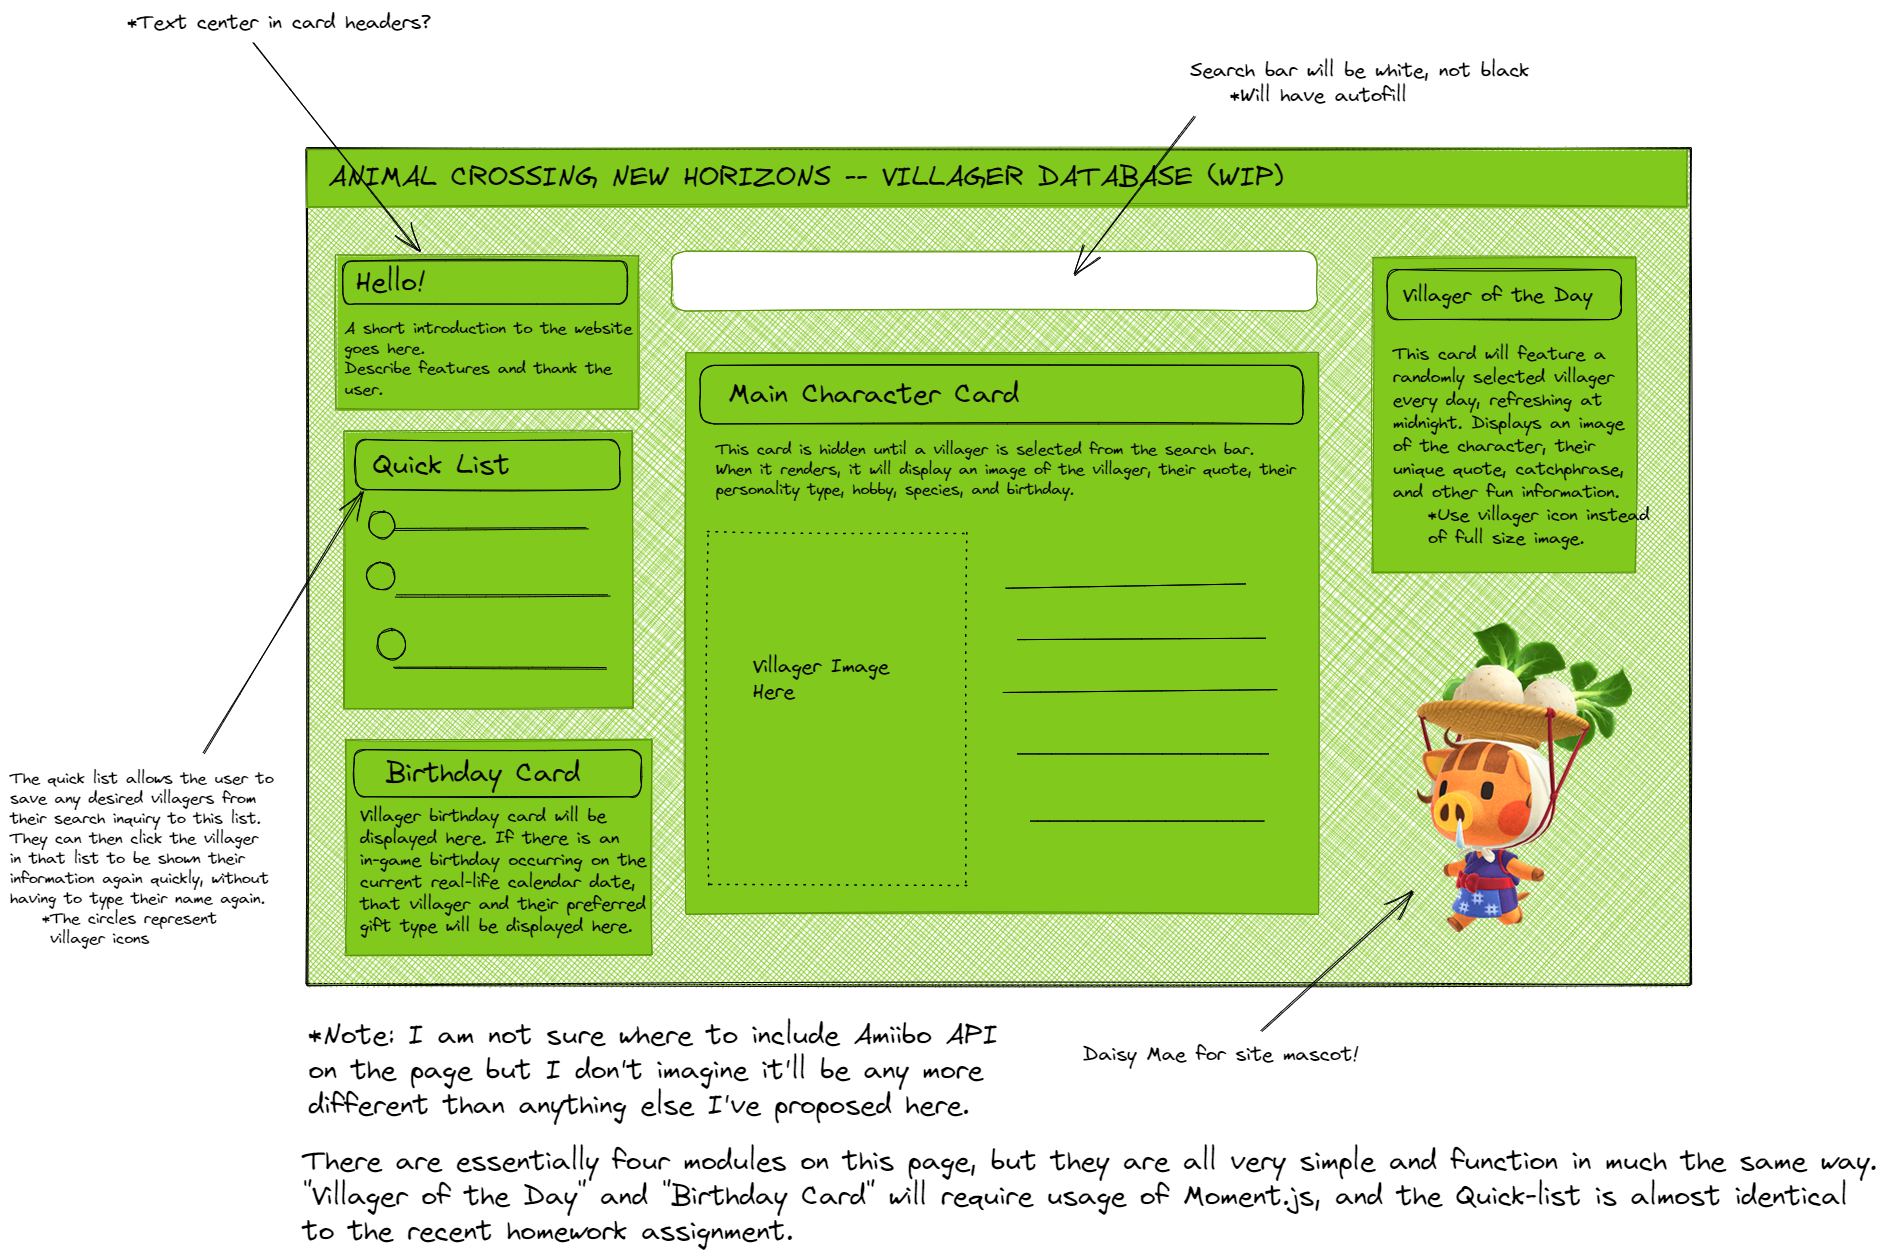 *Text center in card headers?
Search bar will be white, not black
*Will have autofill
ANIMAL CROSSING NEW HORIZONS -- VILLAGER DATABASE (WIP)
Hello!
A short introduction to the website
goes here.
Describe features and thank the
user.
Quick List
The quick list allows the user to
save any desired villagers from
their search inquiry to this list.
They can then click the villager
in that list to be shown their
information again quickly, without
having to type their name again.
*The circles represent
villager icons
Birthday Card
Villager birthday card will be
displayed here. If there is an
in-game birthday occurring on the
current real-life calendar date,
that villager and their preferred
gift type will be displayed here.
Main Character Card
This card is hidden until a villager is selected from the search bar.
When it renders, it will display an image of the villager, their quote, their
personality type, hobby, species, and birthday.
Villager Image
Here
Villager of the Day
This card will feature a
randomly selected villager
every day, refreshing at
midnight. Displays an image
of the character, their
unique quote, catchphrase,
and other fun information.
*Use villager icon instead
of full size image.
Daisy Mae for site mascot!
*Note: I am not sure where to include Amiibo API
on the page but I don't imagine it'll be any more
different than anything else I've proposed here.
There are essentially four modules on this page, but they are all very simple and function in much the same way.
"Villager of the Day" and "Birthday Card" will require usage of Moment.js, and the Quick-list is almost identical
to the recent homework assignment.